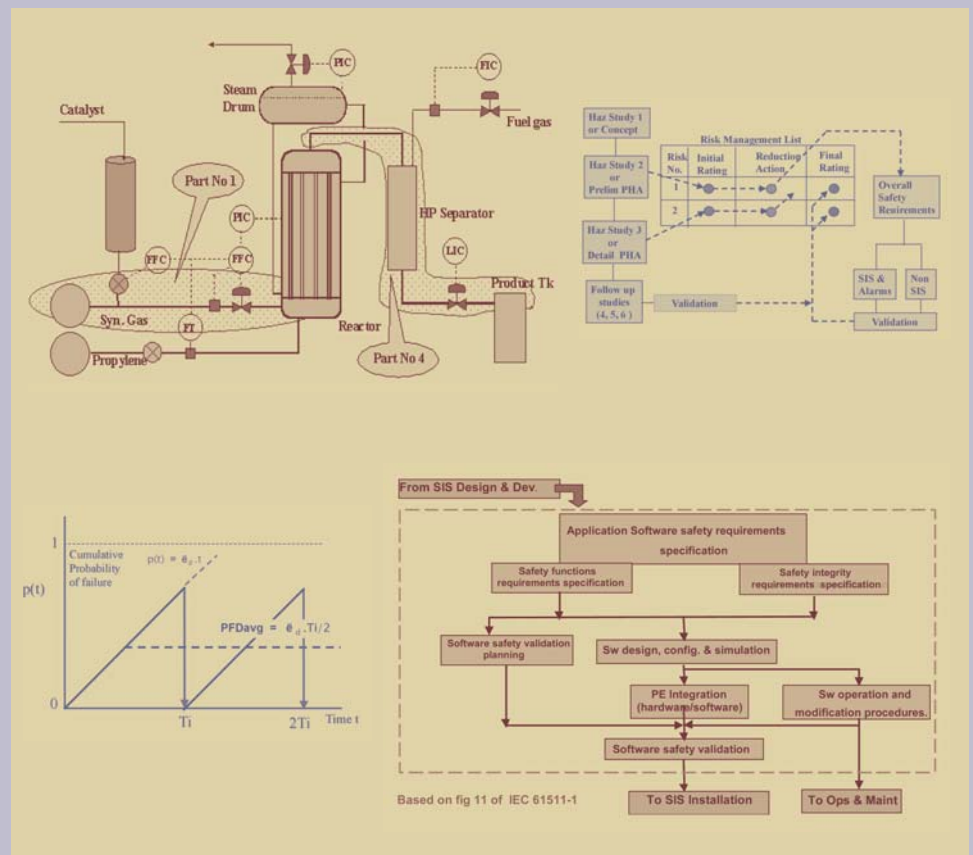 PIC
FIC
Steam
Drum
Fuel gas
Catalyst
Part No 1
PIC
HP Separator
FFC
FFC
LIC
Product Tk
Syn. Gas
Reactor
FT
Propylene
Part No 4
Haz Study 1
or Concept
Risk Management List
Haz Study 2
or
Prelim PHA
Risk
No.
Initial
Rating
Reduction
Action
Final
Rating
1
2
Overall
Safety
Reuirements
Haz Study 3
or
Detail PHA
SIS &
Alarms
Non
SIS
Follow up
studies
(4, 5, 6 )
Validation
Validation
1
Cumulative
Probability
of failure
p(t) = ë d . t
p(t)
PFDavg = ë d .Ti/2
0
Ti
2Ti
Time t
From SIS Design & Dev.
Application Software safety requirements
specification
Safety functions
requirements specification
Safety integrity
requirements specification
Software safety validation
planning
Sw design, config. & simulation
PE Integration
(hardware/software)
Sw operation and
modification procedures.
Software safety validation
Based on fig 11 of IEC 61511-1
To SIS Installation
To Ops & Maint